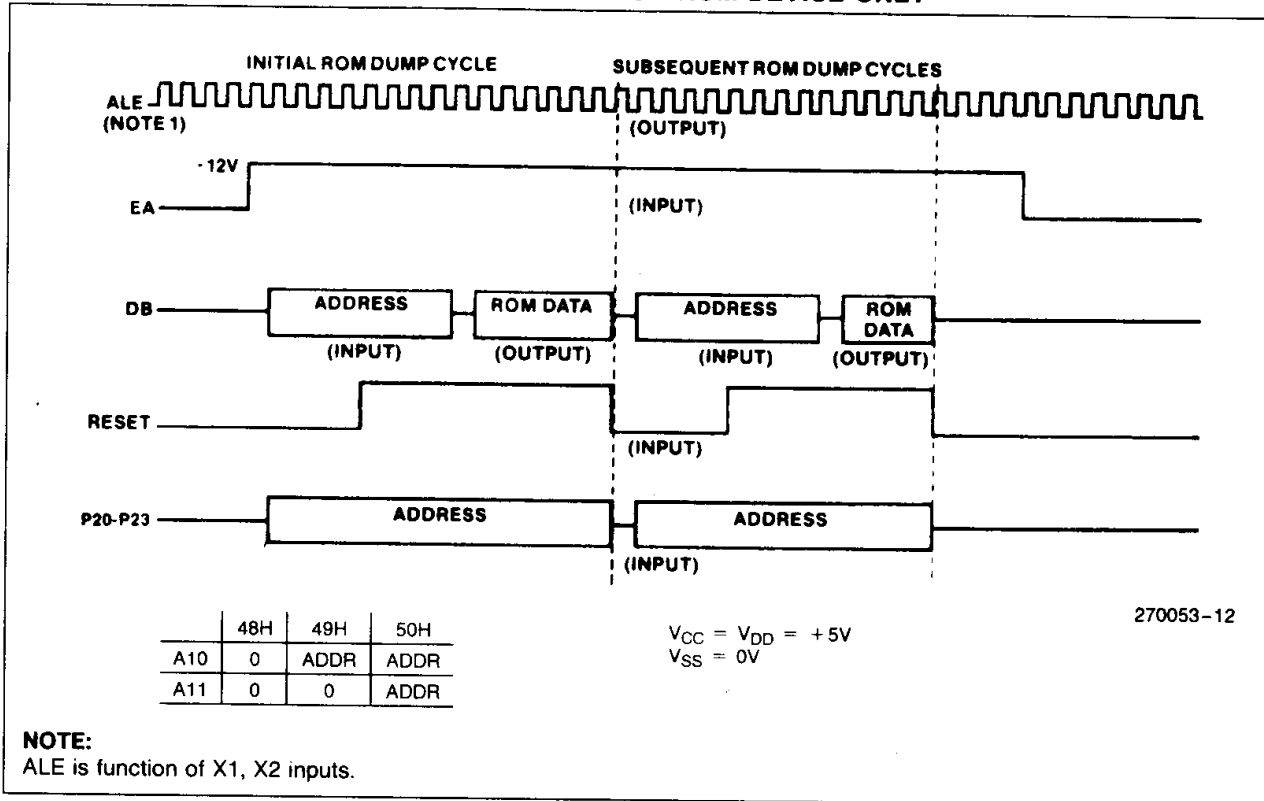 INITIAL ROM DUMP CYCLE
SUBSEQUENT ROM DUMP CYCLES
ALE
(NOTE 1)
(OUTPUT)
-12V
EA
(INPUT)
DB
ADDRESS
ROM DATA
ADDRESS
ROM
DATA
(INPUT)
(OUTPUT)
(INPUT)
(OUTPUT)
RESET
(INPUT)
P20-P23
ADDRESS
ADDRESS
(INPUT)
270053-12
48H 49H 50H
A10 0 ADDR ADDR
A11 0 0 ADDR
VCC = VDD = +5V
VSS = 0V
NOTE:
ALE is function of X1, X2 inputs.